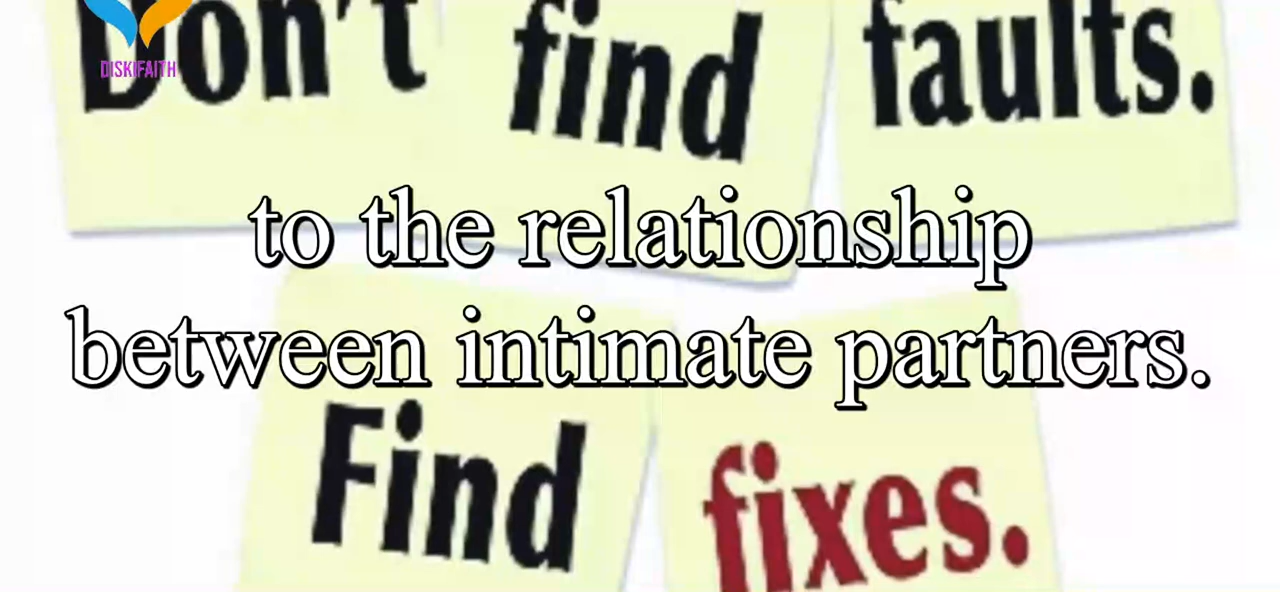 Don't find faults.
DISKIFAITH
to the relationship
between intimate partners.
Find fixes.